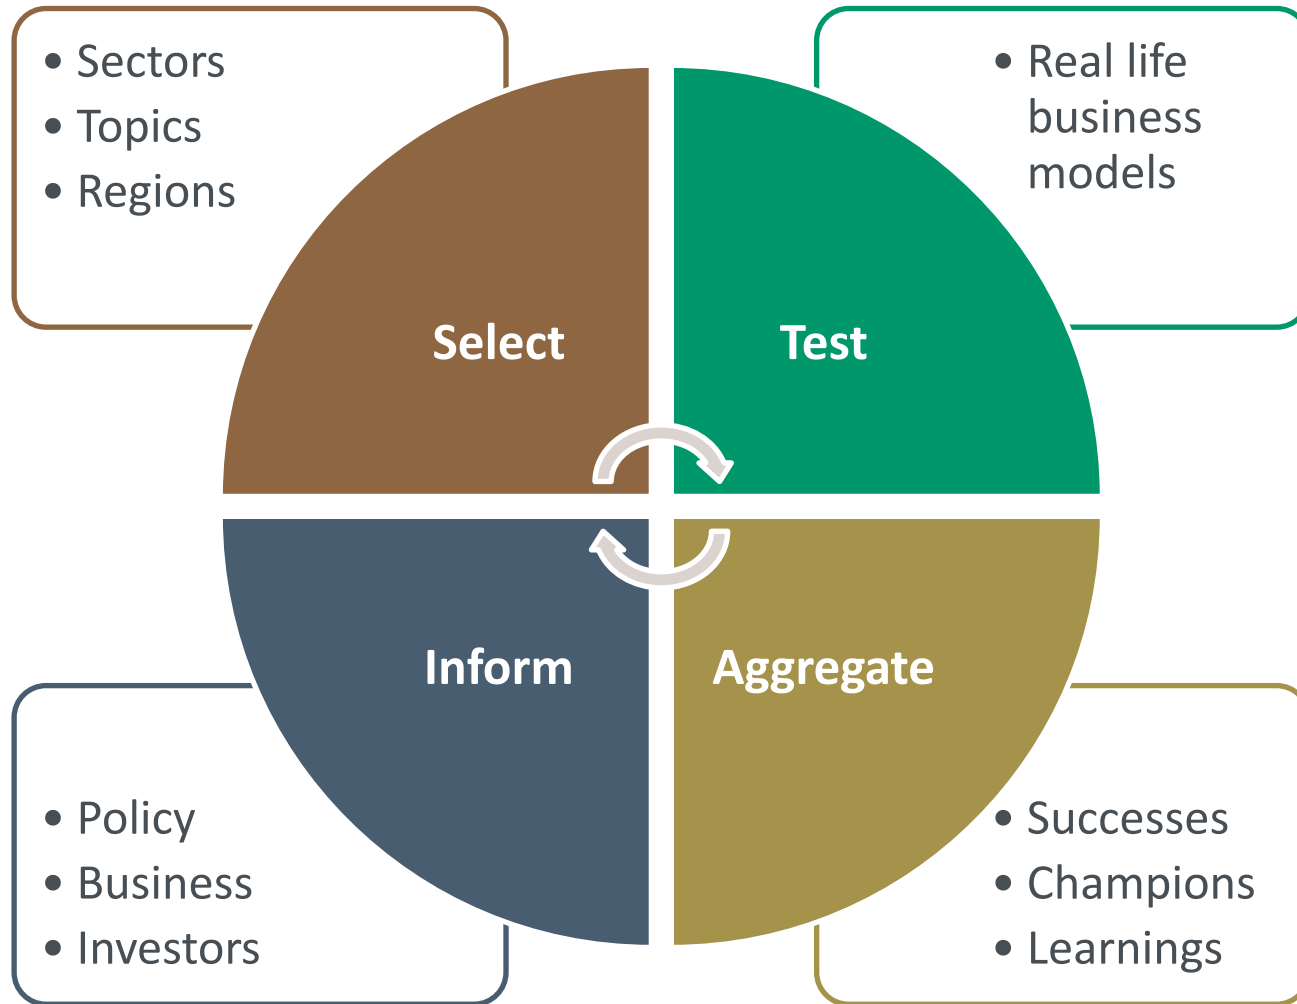 • Sectors
• Topics
• Regions
• Real life
business
models
Select
Test
Inform
Aggregate
• Policy
• Business
• Investors
• Successes
• Champions
• Learnings